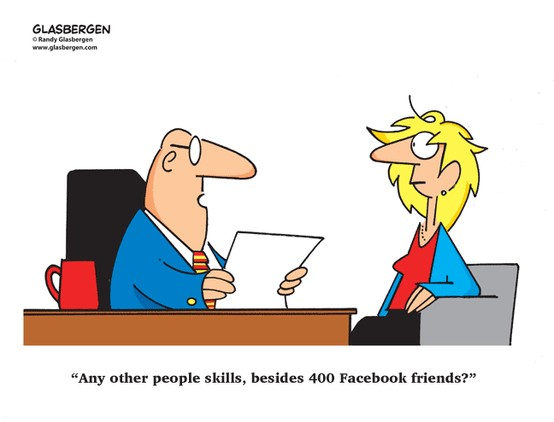 GLASBERGEN
© Randy Glasbergen
www.glasbergen.com
“Any other people skills, besides 400 Facebook friends?”